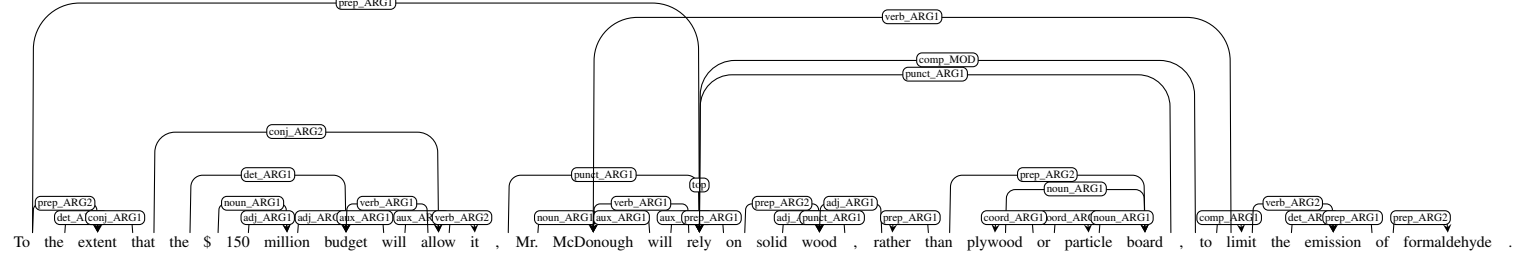 prep_ARG1
verb_ARG1
comp_MOD
punct_ARG1
conj_ARG2
det_ARG1 punct_ARG1 prep_ARG2
top
noun_ARG1
prep_ARG2 noun_ARG1 verb_ARG1 verb_ARG1 prep_ARG2 adj_ARG1 verb_ARG2
conj_ARG1 adj_ARG1 aux_ARG1 verb_ARG2 noun_ARG1 aux_ARG1 prep_ARG1 punct_ARG1 prep_ARG1 coord_ARG1 noun_ARG1 comp_ARG1 prep_ARG1 prep_ARG2
To the extent that the $ 150 million budget will allow it , Mr. McDonough will rely on solid wood , rather than plywood or particle board , to limit the emission of formaldehyde .